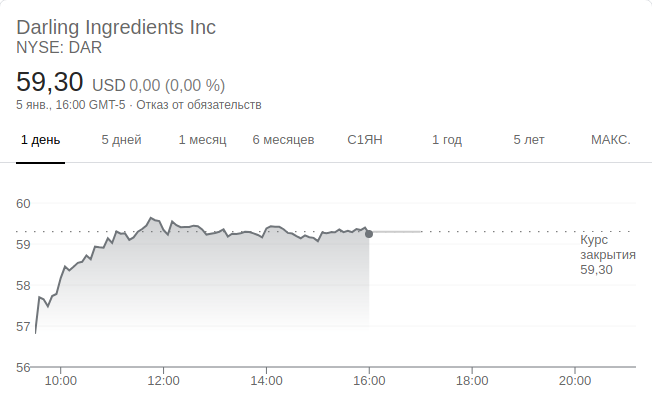 Darling Ingredients Inc
NYSE: DAR
59,30 USD 0,00 (0,00 %)
5 янв., 16:00 GMT-5 · Отказ от обязательств
1 день 5 дней 1 месяц 6 месяцев С1ЯН 1 год 5 лет МАКС.
60
59
58
57
56
Курс
закрытия
59,30
10:00 12:00 14:00 16:00 18:00 20:00